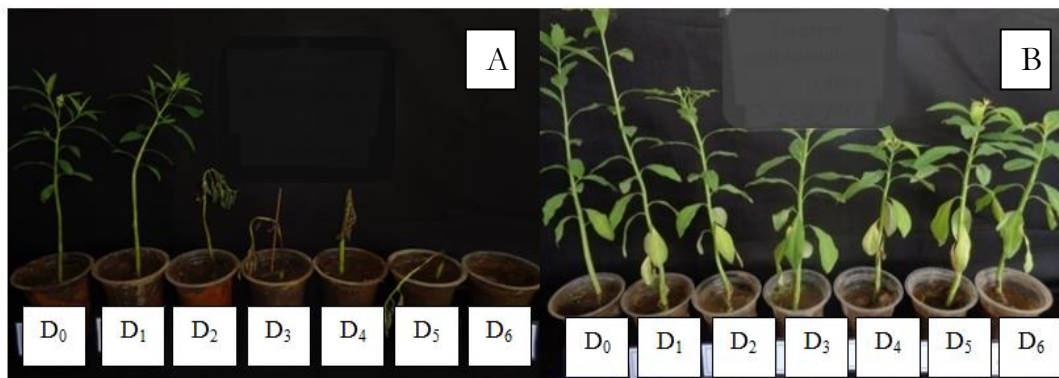 A
B
D₀ D₁ D₂ D₃ D₄ D₅ D₆
D₀ D₁ D₂ D₃ D₄ D₅ D₆